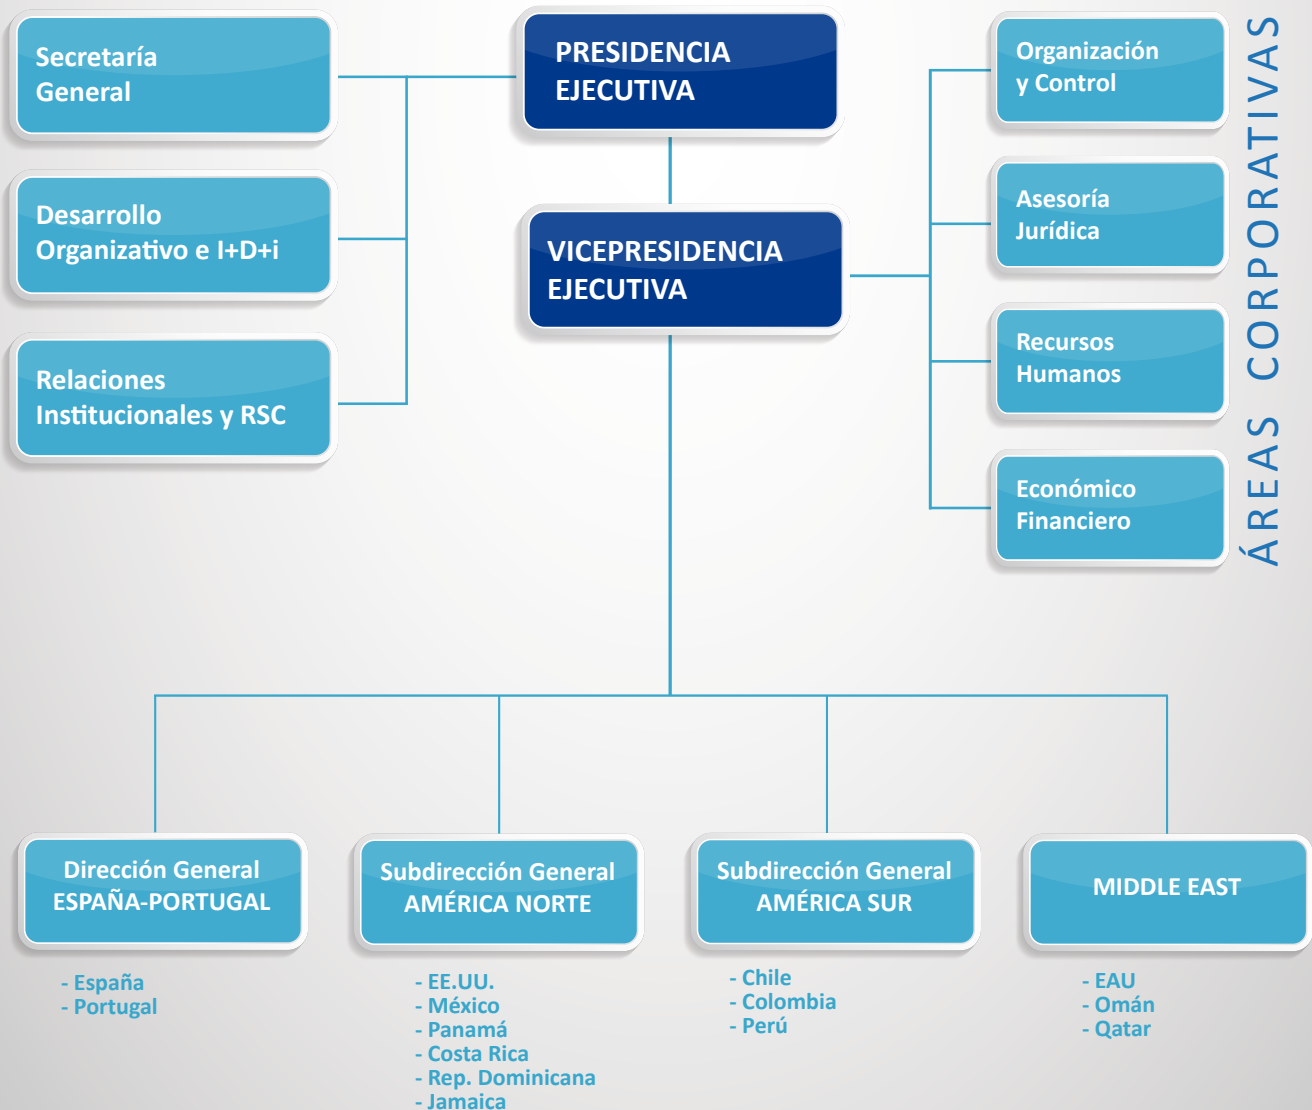 Secretaría
General
Desarrollo
Organizativo e I+D+i
Relaciones
Institucionales y RSC
PRESIDENCIA
EJECUTIVA
VICEPRESIDENCIA
EJECUTIVA
Organización
y Control
Asesoría
Jurídica
Recursos
Humanos
Económico
Financiero
ÁREAS CORPORATIVAS
Dirección General
ESPAÑA-PORTUGAL
- España
- Portugal
Subdirección General
AMÉRICA NORTE
- EE.UU.
- México
- Panamá
- Costa Rica
- Rep. Dominicana
- Jamaica
Subdirección General
AMÉRICA SUR
- Chile
- Colombia
- Perú
MIDDLE EAST
- EAU
- Omán
- Qatar